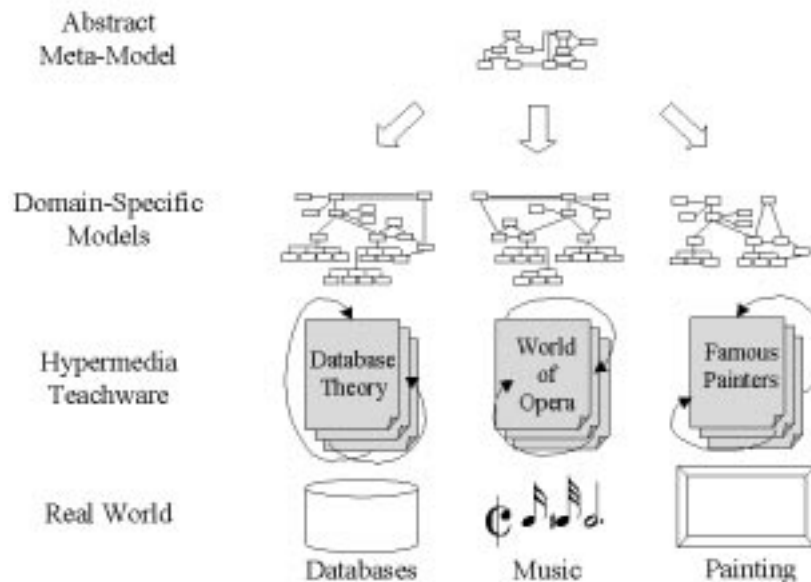 Abstract
Meta-Model
Domain-Specific
Models
Hypermedia
Teachware
Database
Theory
World
of
Opera
Famous
Painters
Real World
Databases
Music
Painting